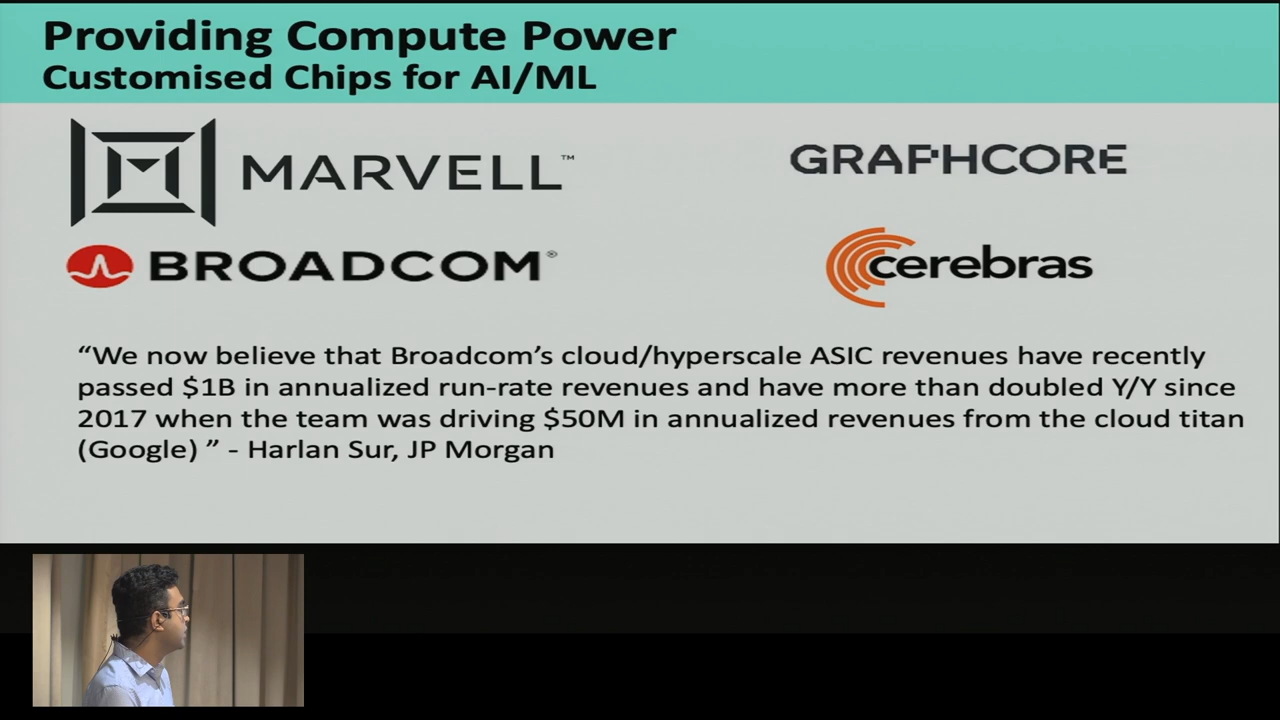 Providing Compute Power
Customised Chips for AI/ML
MARVELL™
GRAPHCORE
BROADCOM®
cerebras
“We now believe that Broadcom’s cloud/hyperscale ASIC revenues have recently
passed $1B in annualized run-rate revenues and have more than doubled Y/Y since
2017 when the team was driving $50M in annualized revenues from the cloud titan
(Google) ” - Harlan Sur, JP Morgan